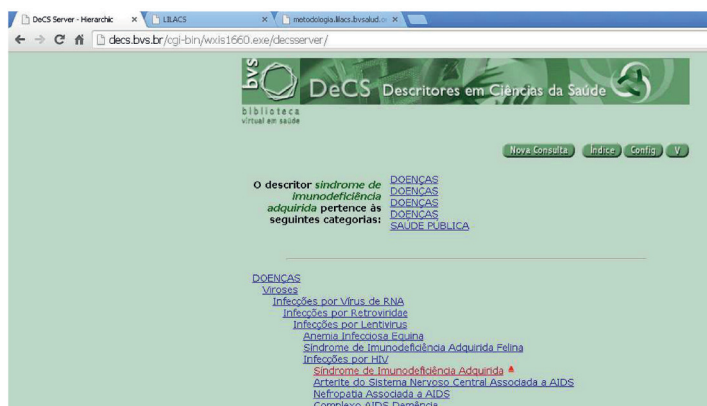 DeCS Server - Hierarchic
LILACS
metodologia.lilacs.bvsalud.o
decs.bvs.br/cgi-bin/wxis1660.exe/decsserver/
bvs
biblioteca
virtual em saúde
DeCS Descritores em Ciências da Saúde
Nova Consulta Índice Config V
O descritor síndrome de
imunodeficiência
adquirida pertence às
seguintes categorias:
DOENÇAS
DOENÇAS
DOENÇAS
DOENÇAS
SAÚDE PÚBLICA
DOENÇAS
Viroses
Infecções por Vírus de RNA
Infecções por Retroviridae
Infecções por Lentivirus
Anemia Infecciosa Equina
Síndrome de Imunodeficiência Adquirida Felina
Infecções por HIV
Síndrome de Imunodeficiência Adquirida
Arterite do Sistema Nervoso Central Associada a AIDS
Nefropatia Associada a AIDS
Complexo AIDS Demência